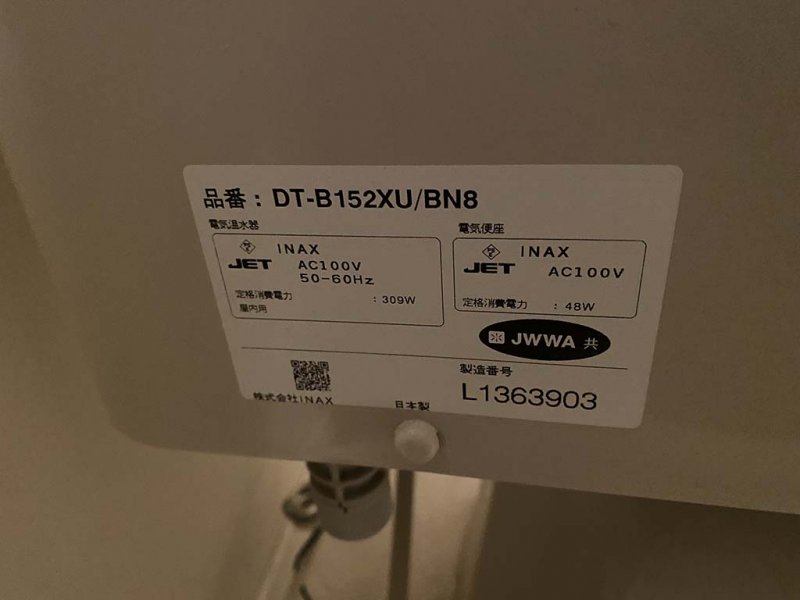 品番：DT-B152XU/BN8
電気温水器
PSE
JET
INAX
AC100V
50-60Hz
定格消費電力 ：309W
屋内用
電気便座
PSE
JET
INAX
AC100V
定格消費電力 ：48W
JWWA 共
製造番号
L1363903
株式会社INAX 日本製